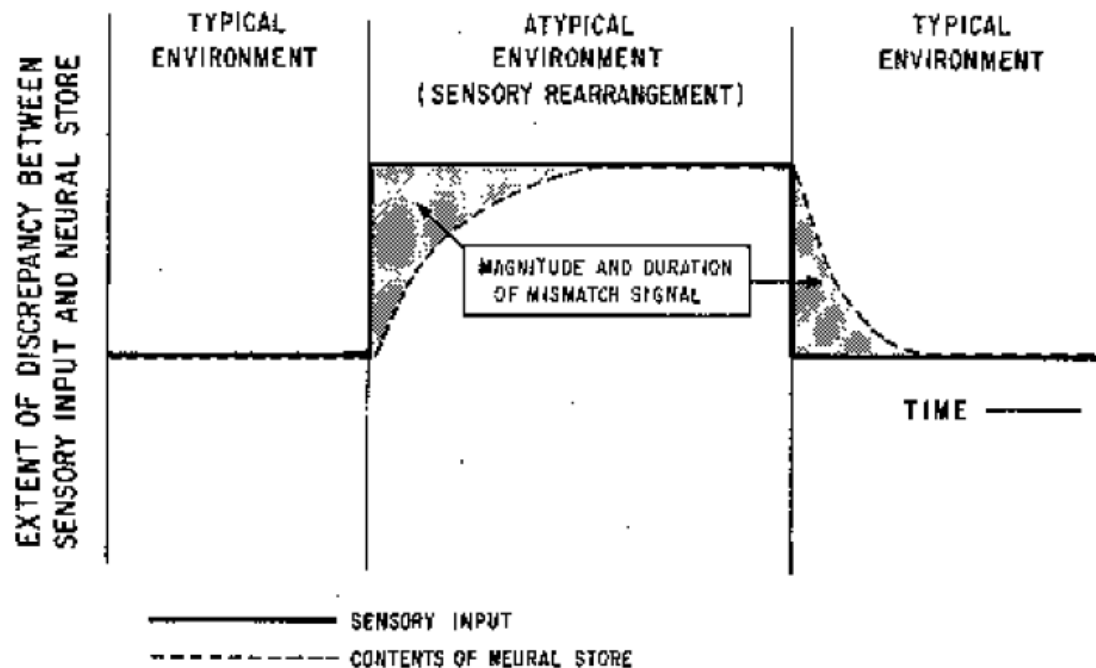 EXTENT OF DISCREPANCY BETWEEN
SENSORY INPUT AND NEURAL STORE
TYPICAL
ENVIRONMENT
ATYPICAL
ENVIRONMENT
(SENSORY REARRANGEMENT)
TYPICAL
ENVIRONMENT
MAGNITUDE AND DURATION
OF MISMATCH SIGNAL
TIME
SENSORY INPUT
CONTENTS OF NEURAL STORE